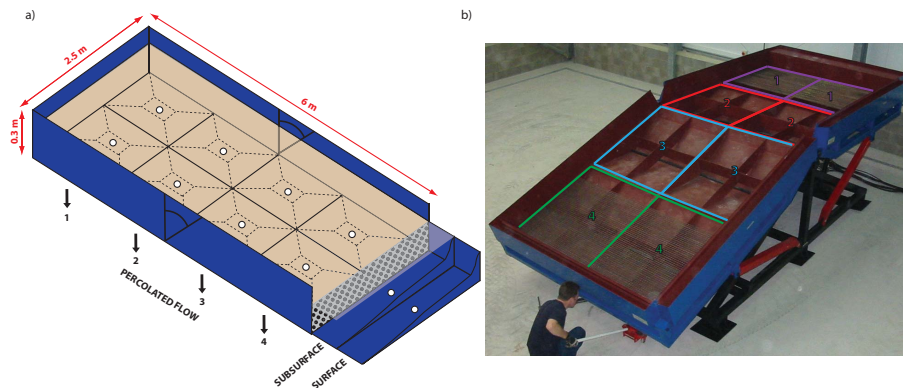 a)
2.5 m
6 m
0.3 m
1
2
3
4
PERCOLATED FLOW
SUBSURFACE
SURFACE
b)
1
1
2
2
3
3
4
4